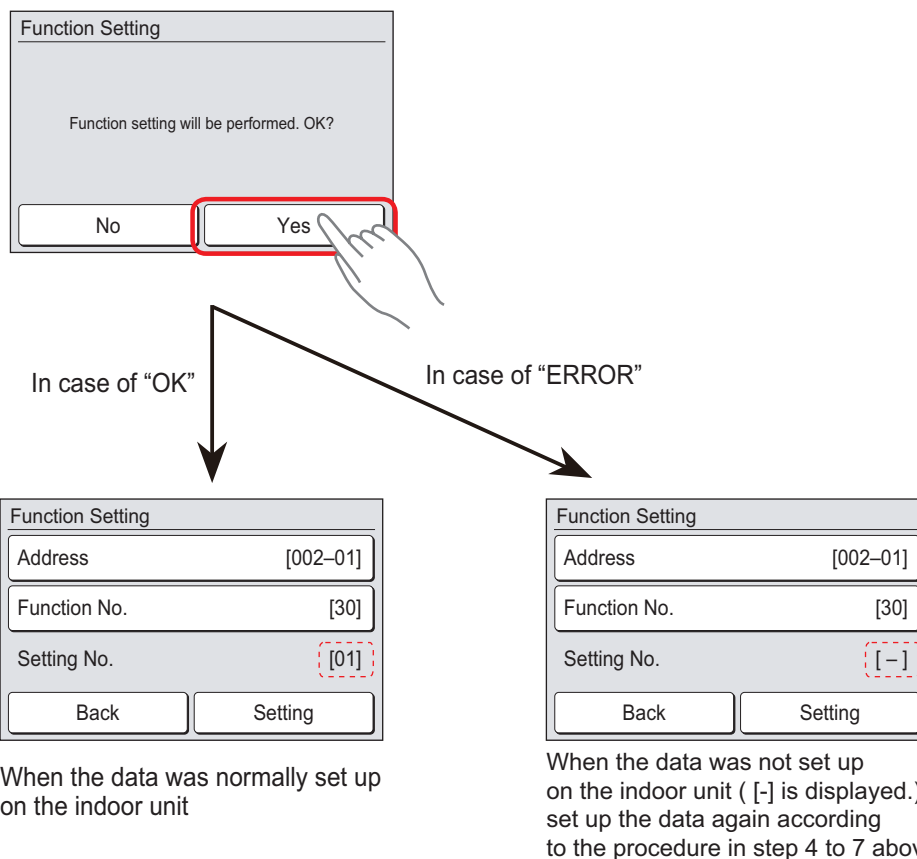 Function Setting
Function setting will be performed. OK?
No
Yes
In case of “OK”
In case of “ERROR”
Function Setting
Address [002–01]
Function No. [30]
Setting No. [01]
Back Setting
When the data was normally set up
on the indoor unit
Function Setting
Address [002–01]
Function No. [30]
Setting No. [ – ]
Back Setting
When the data was not set up
on the indoor unit ( [-] is displayed.)
set up the data again according
to the procedure in step 4 to 7